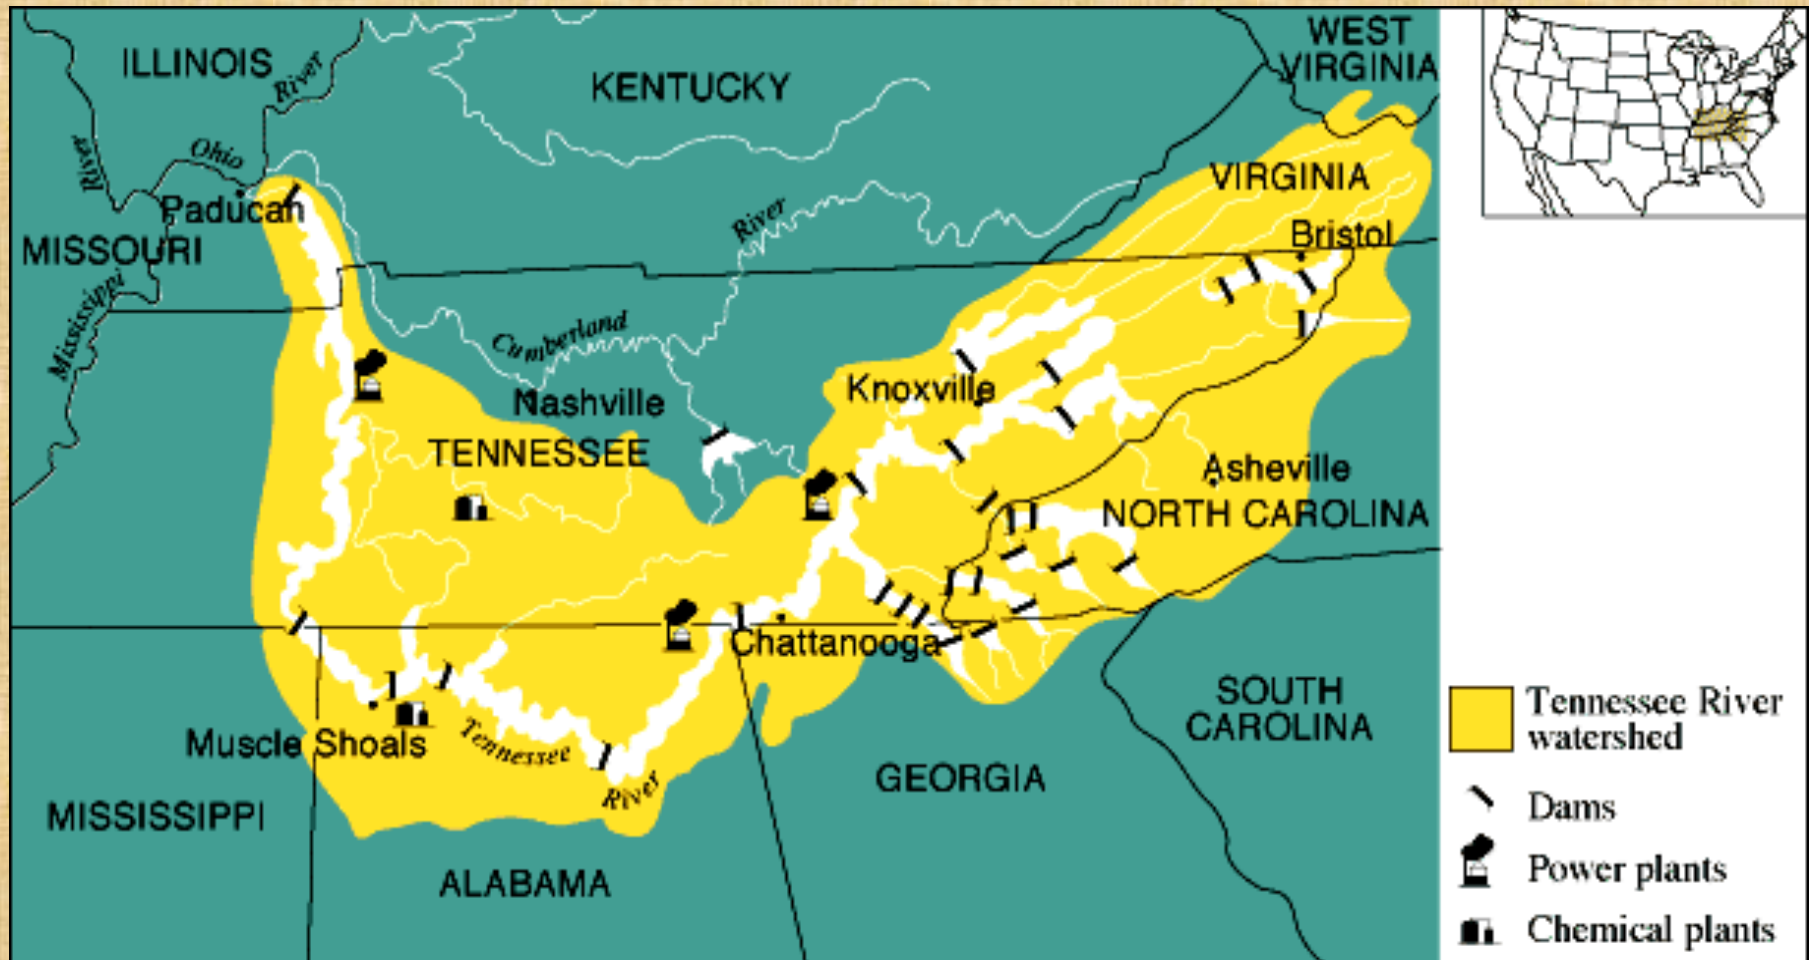 ILLINOIS
River
KENTUCKY
WEST
VIRGINIA
River
Ohio
Paducah
MISSOURI
Mississippi
VIRGINIA
Bristol
River
Cumberland
Nashville
Knoxville
TENNESSEE
Asheville
NORTH CAROLINA
Chattanooga
Muscle Shoals
Tennessee
River
SOUTH
CAROLINA
GEORGIA
MISSISSIPPI
ALABAMA
Tennessee River
watershed
Dams
Power plants
Chemical plants